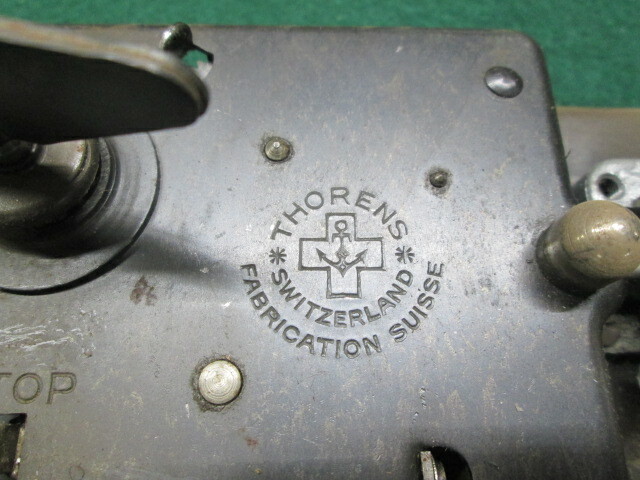 THORENS
* SWITZERLAND *
FABRICATION SUISSE
TOP